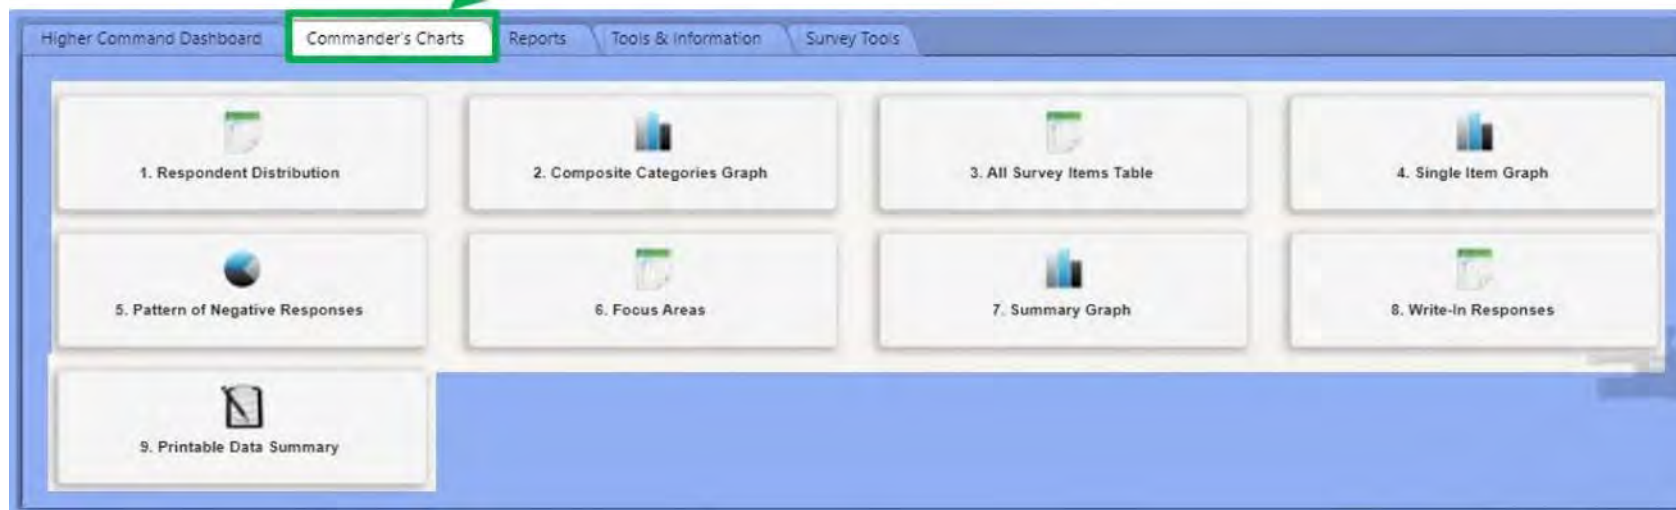 Higher Command Dashboard
Commander's Charts
Reports
Tools & Information
Survey Tools
1. Respondent Distribution
2. Composite Categories Graph
3. All Survey Items Table
4. Single Item Graph
5. Pattern of Negative Responses
6. Focus Areas
7. Summary Graph
8. Write-In Responses
9. Printable Data Summary